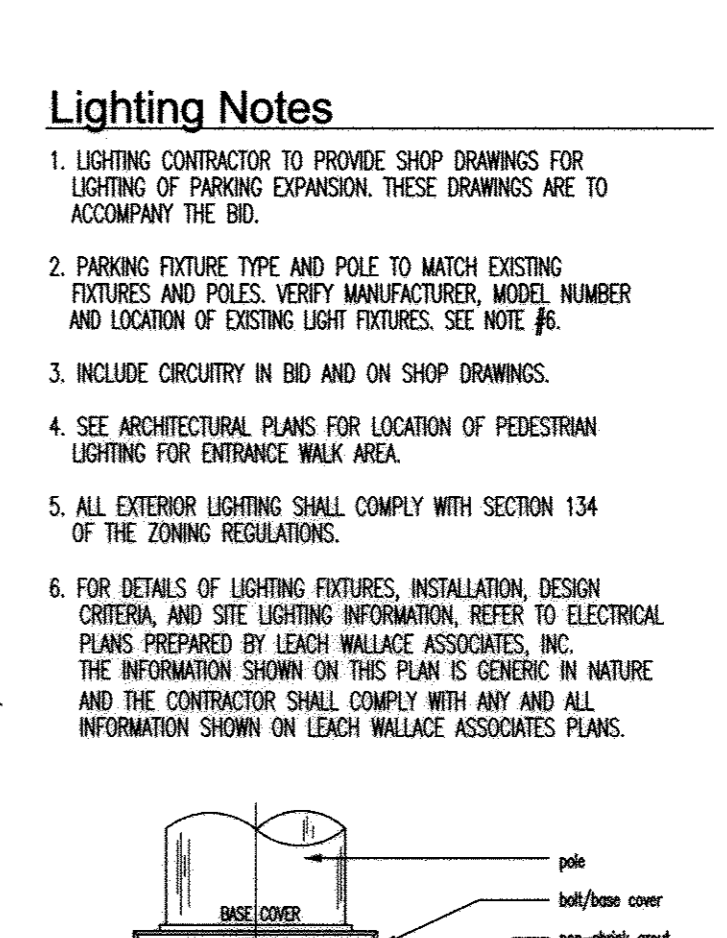 Lighting Notes
1. LIGHTING CONTRACTOR TO PROVIDE SHOP DRAWINGS FOR
LIGHTING OF PARKING EXPANSION. THESE DRAWINGS ARE TO
ACCOMPANY THE BID.
2. PARKING FIXTURE TYPE AND POLE TO MATCH EXISTING
FIXTURES AND POLES. VERIFY MANUFACTURER, MODEL NUMBER
AND LOCATION OF EXISTING LIGHT FIXTURES. SEE NOTE #6.
3. INCLUDE CIRCUITRY IN BID AND ON SHOP DRAWINGS.
4. SEE ARCHITECTURAL PLANS FOR LOCATION OF PEDESTRIAN
LIGHTING FOR ENTRANCE WALK AREA.
5. ALL EXTERIOR LIGHTING SHALL COMPLY WITH SECTION 134
OF THE ZONING REGULATIONS.
6. FOR DETAILS OF LIGHTING FIXTURES, INSTALLATION, DESIGN
CRITERIA, AND SITE LIGHTING INFORMATION, REFER TO ELECTRICAL
PLANS PREPARED BY LEACH WALLACE ASSOCIATES, INC.
THE INFORMATION SHOWN ON THIS PLAN IS GENERIC IN NATURE
AND THE CONTRACTOR SHALL COMPLY WITH ANY AND ALL
INFORMATION SHOWN ON LEACH WALLACE ASSOCIATES PLANS.
pole
bolt/base cover
BASE COVER